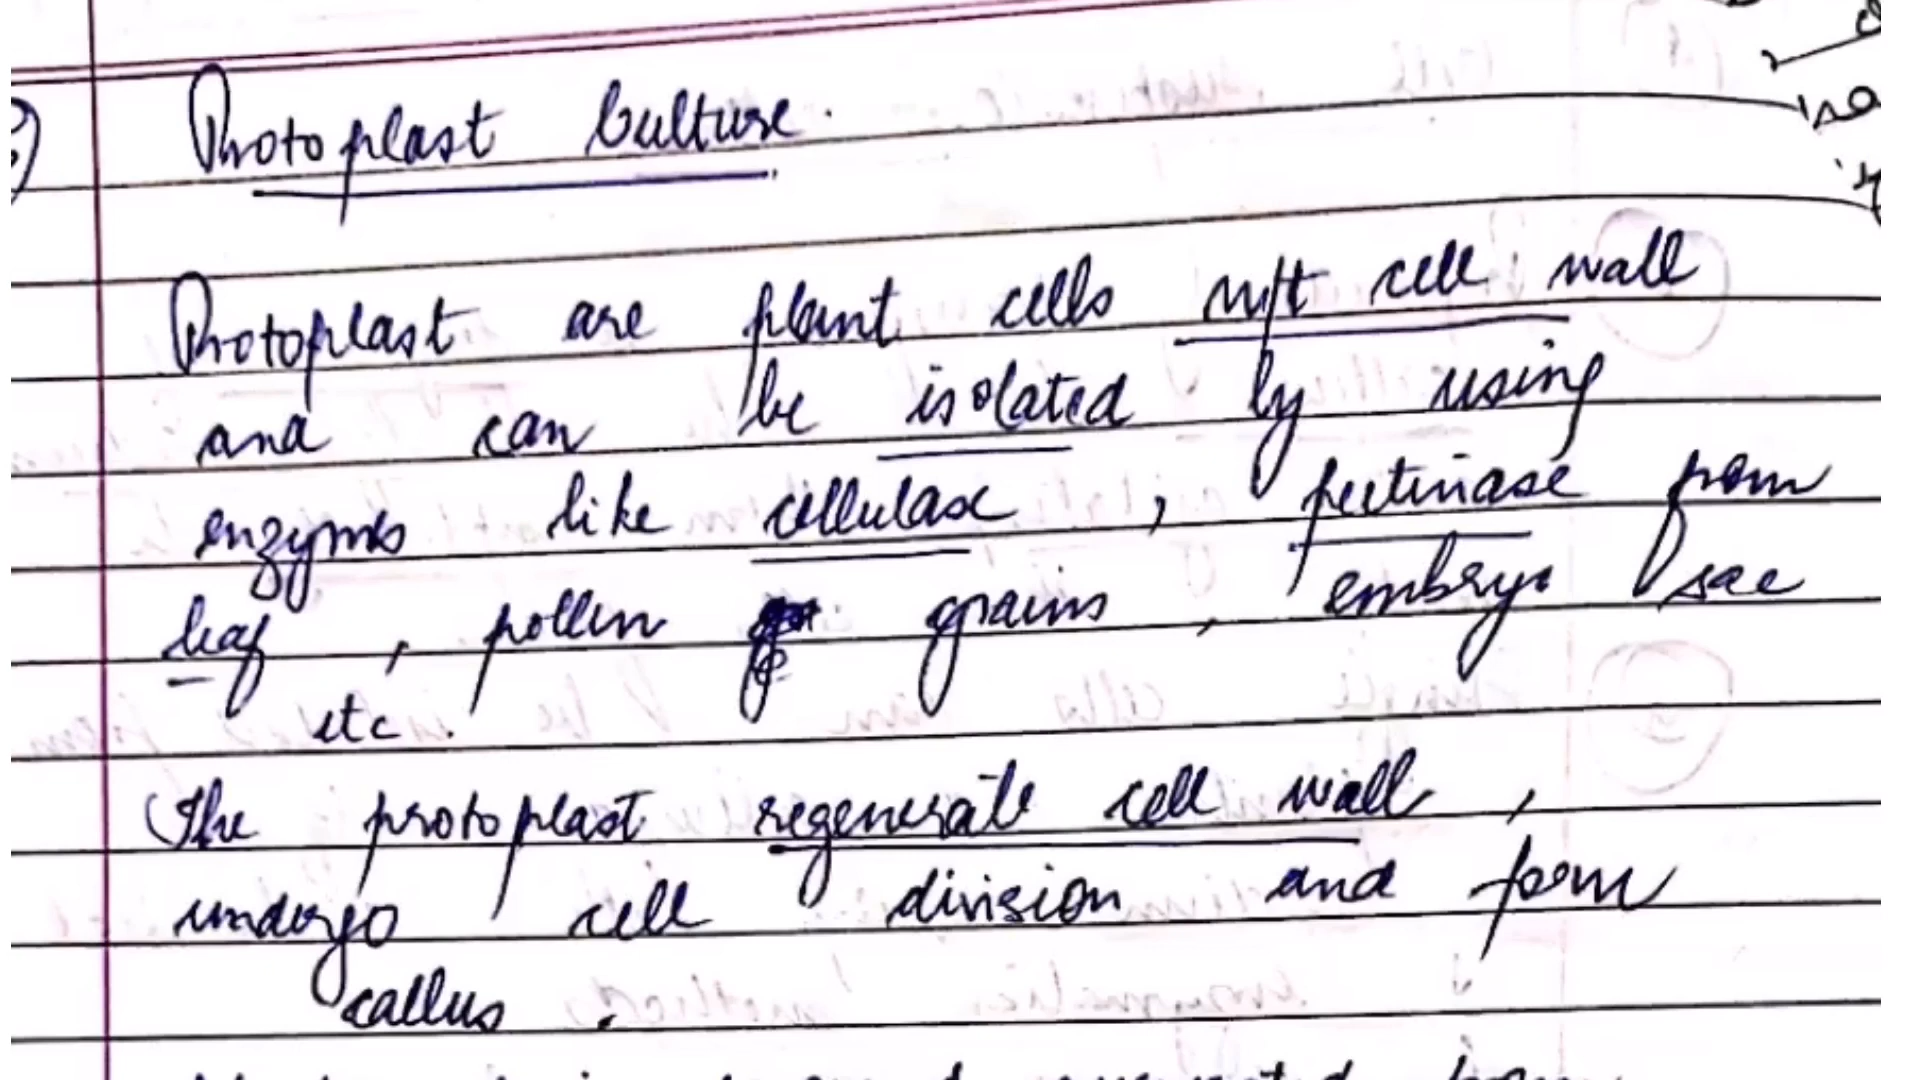 Protoplast Culture.
Protoplast are plant cells w/t cell wall
and can be isolated by using
enzymes like cellulase, pectinase from
leaf, pollen grains, embryo sac
etc.
The protoplast regenerate cell wall,
undergo cell division and form
callus.